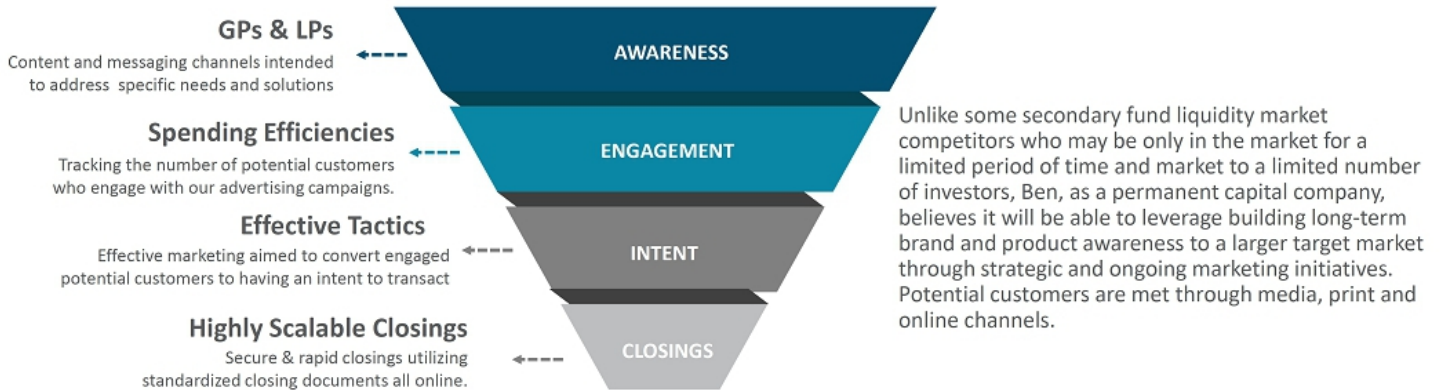 GPs & LPs
Content and messaging channels intended
to address specific needs and solutions
AWARENESS
Spending Efficiencies
Tracking the number of potential customers
who engage with our advertising campaigns.
ENGAGEMENT
Effective Tactics
Effective marketing aimed to convert engaged
potential customers to having an intent to transact
INTENT
Highly Scalable Closings
Secure & rapid closings utilizing
standardized closing documents all online.
CLOSINGS
Unlike some secondary fund liquidity market
competitors who may be only in the market for a
limited period of time and market to a limited number
of investors, Ben, as a permanent capital company,
believes it will be able to leverage building long-term
brand and product awareness to a larger target market
through strategic and ongoing marketing initiatives.
Potential customers are met through media, print and
online channels.